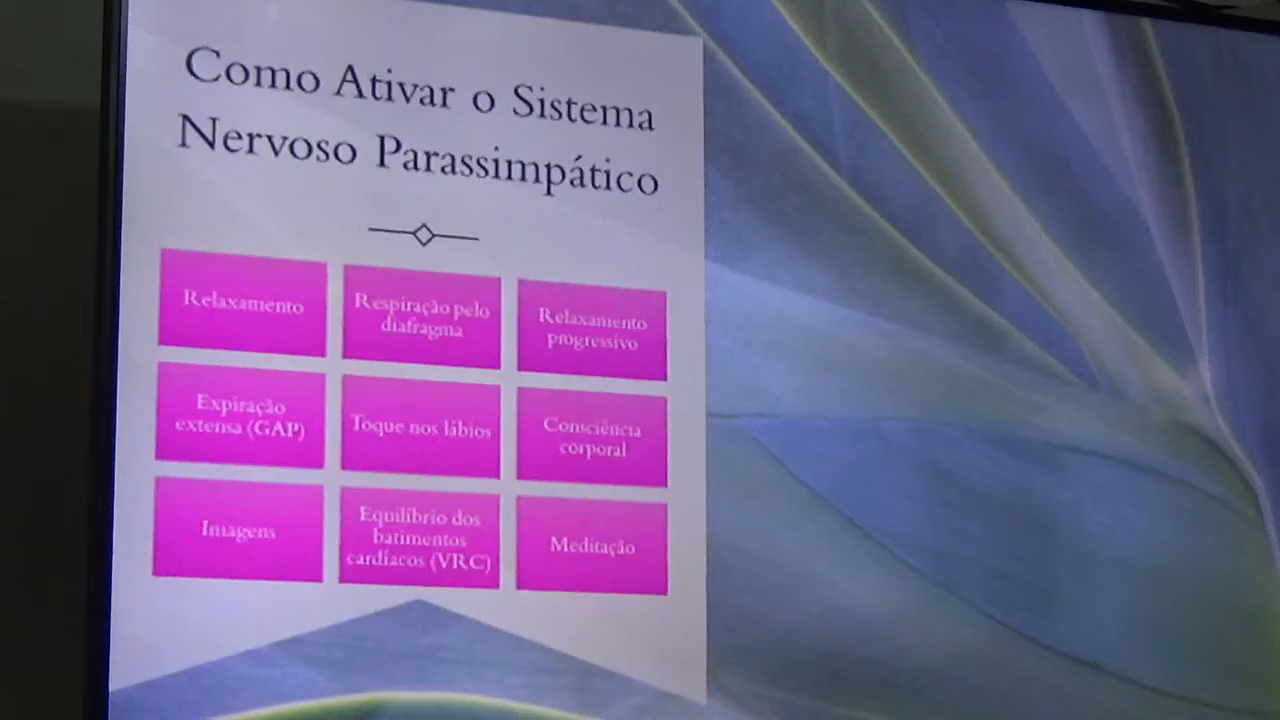 Como Ativar o Sistema
Nervoso Parassimpático
Relaxamento
Respiração pelo
diafragma
Relaxamento
progressivo
Expiração
extensa (GAP)
Toque nos lábios
Consciência
corporal
Imagens
Equilíbrio dos
batimentos
cardíacos (VRC)
Meditação